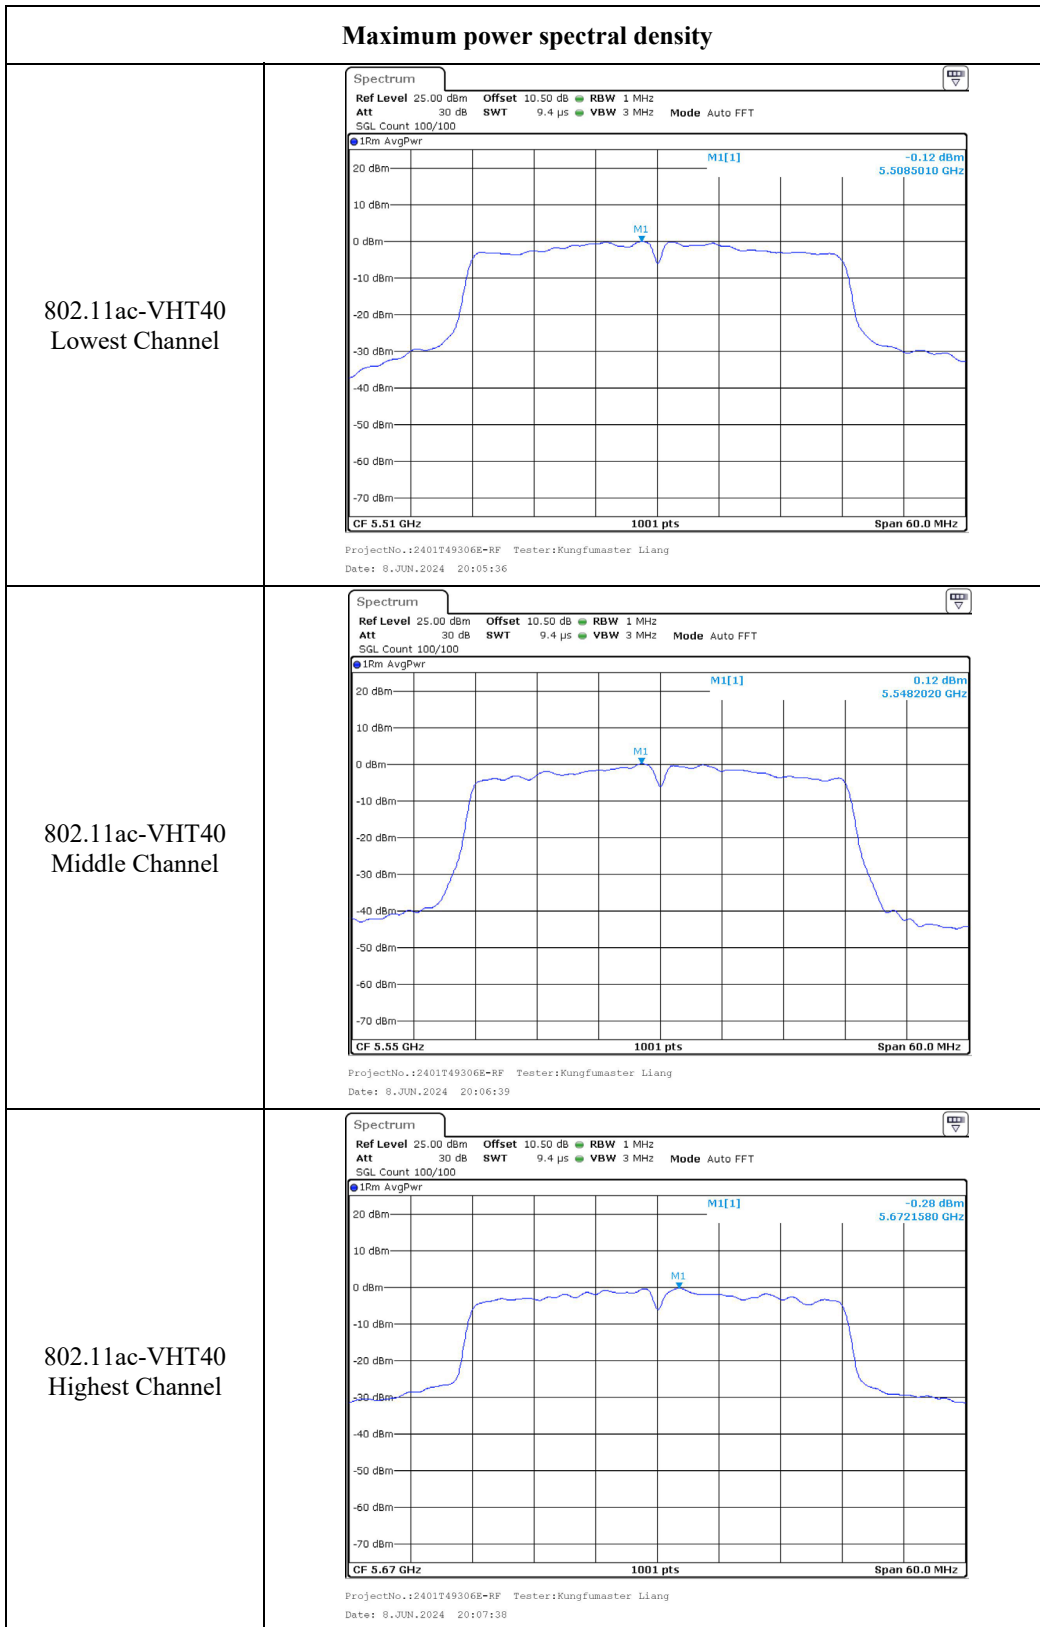 Maximum power spectral density
802.11ac-VHT40
Lowest Channel
Spectrum
Ref Level 25.00 dBm Offset 10.50 dB RBW 1 MHz
Att 30 dB SWT 9.4 µs VBW 3 MHz Mode Auto FFT
SGL Count 100/100
1Rm AvgPwr
M1[1] -0.12 dBm
5.5085010 GHz
20 dBm
10 dBm
M1
0 dBm
-10 dBm
-20 dBm
-30 dBm
-40 dBm
-50 dBm
-60 dBm
-70 dBm
CF 5.51 GHz 1001 pts Span 60.0 MHz
ProjectNo.:2401T49306E-RF Tester:Kungfumaster Liang
Date: 8.JUN.2024 20:05:36
802.11ac-VHT40
Middle Channel
Spectrum
Ref Level 25.00 dBm Offset 10.50 dB RBW 1 MHz
Att 30 dB SWT 9.4 µs VBW 3 MHz Mode Auto FFT
SGL Count 100/100
1Rm AvgPwr
M1[1] 0.12 dBm
5.5482020 GHz
20 dBm
10 dBm
M1
0 dBm
-10 dBm
-20 dBm
-30 dBm
-40 dBm
-50 dBm
-60 dBm
-70 dBm
CF 5.55 GHz 1001 pts Span 60.0 MHz
ProjectNo.:2401T49306E-RF Tester:Kungfumaster Liang
Date: 8.JUN.2024 20:06:39
802.11ac-VHT40
Highest Channel
Spectrum
Ref Level 25.00 dBm Offset 10.50 dB RBW 1 MHz
Att 30 dB SWT 9.4 µs VBW 3 MHz Mode Auto FFT
SGL Count 100/100
1Rm AvgPwr
M1[1] -0.28 dBm
5.6721580 GHz
20 dBm
10 dBm
M1
0 dBm
-10 dBm
-20 dBm
-30 dBm
-40 dBm
-50 dBm
-60 dBm
-70 dBm
CF 5.67 GHz 1001 pts Span 60.0 MHz
ProjectNo.:2401T49306E-RF Tester:Kungfumaster Liang
Date: 8.JUN.2024 20:07:38